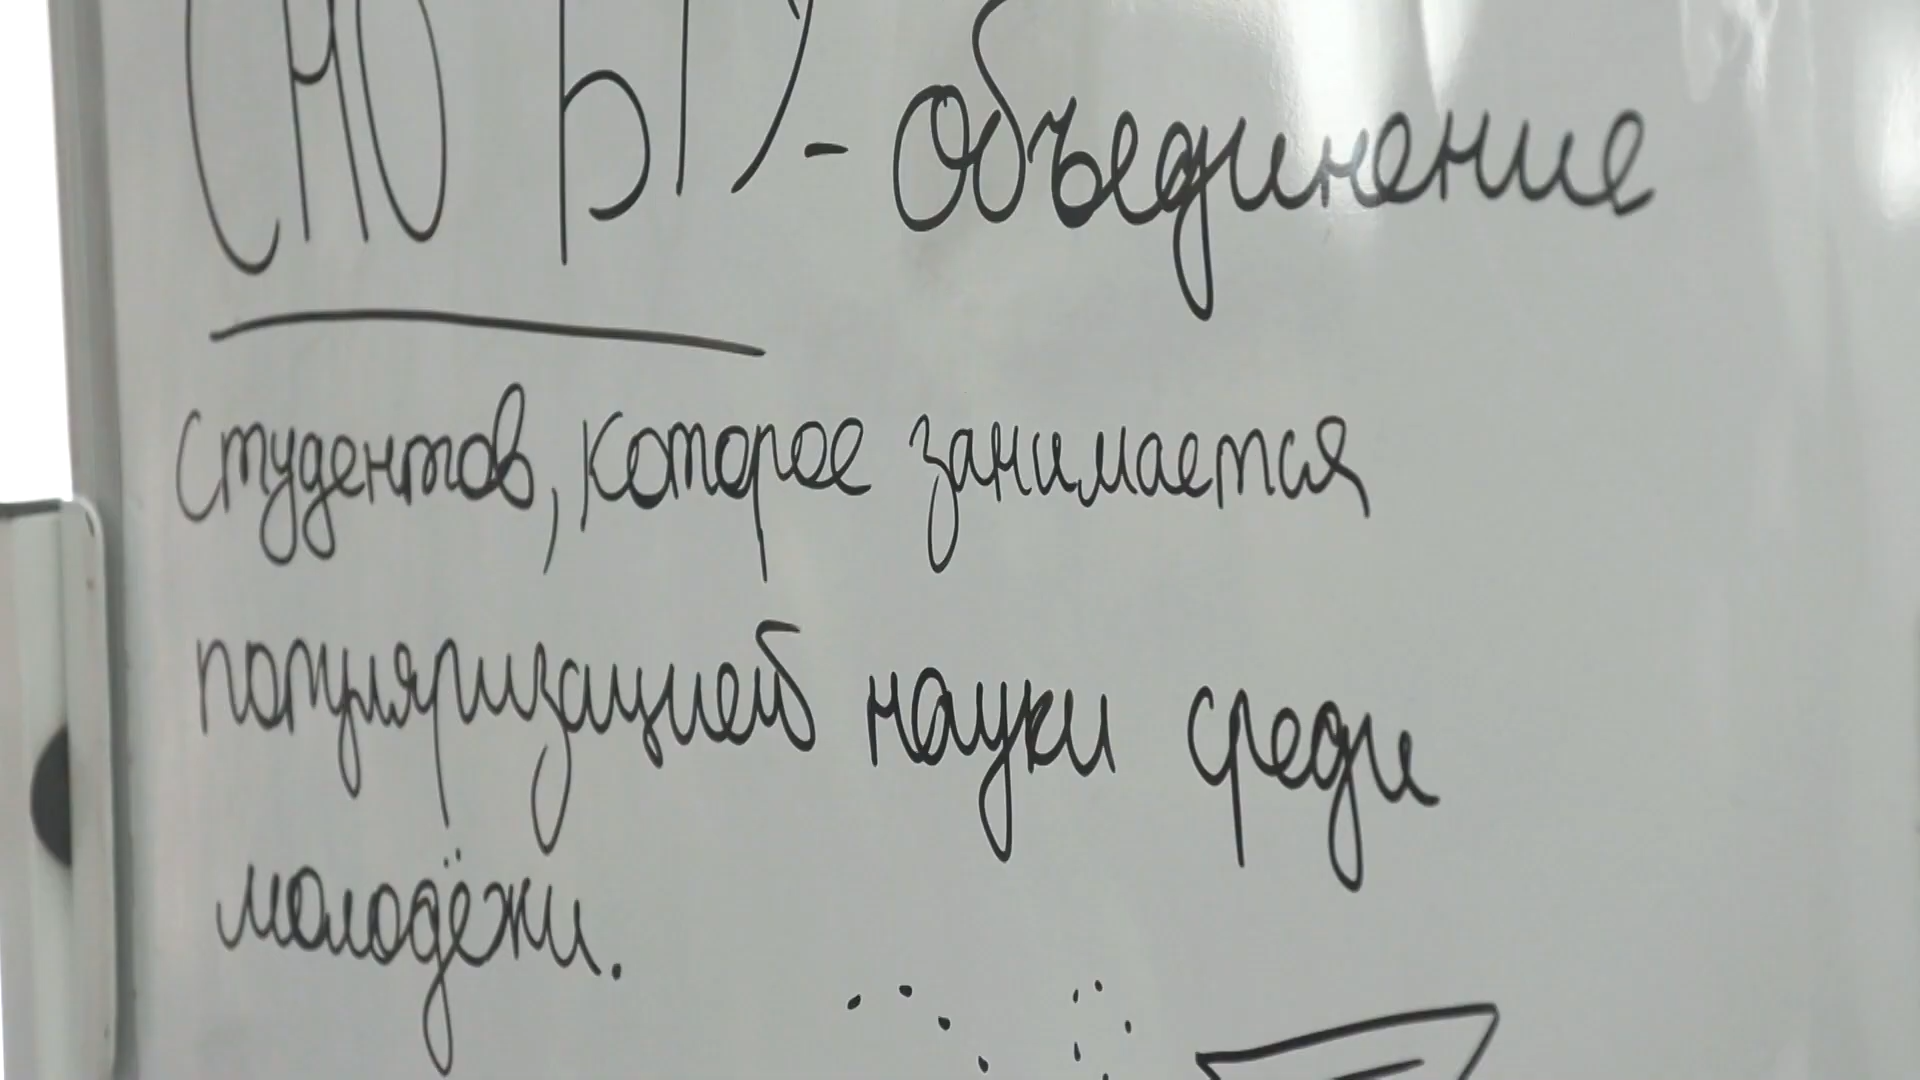 СНО БГУ - объединение
студентов, которое занимается
популяризацией науки среди
молодёжи.